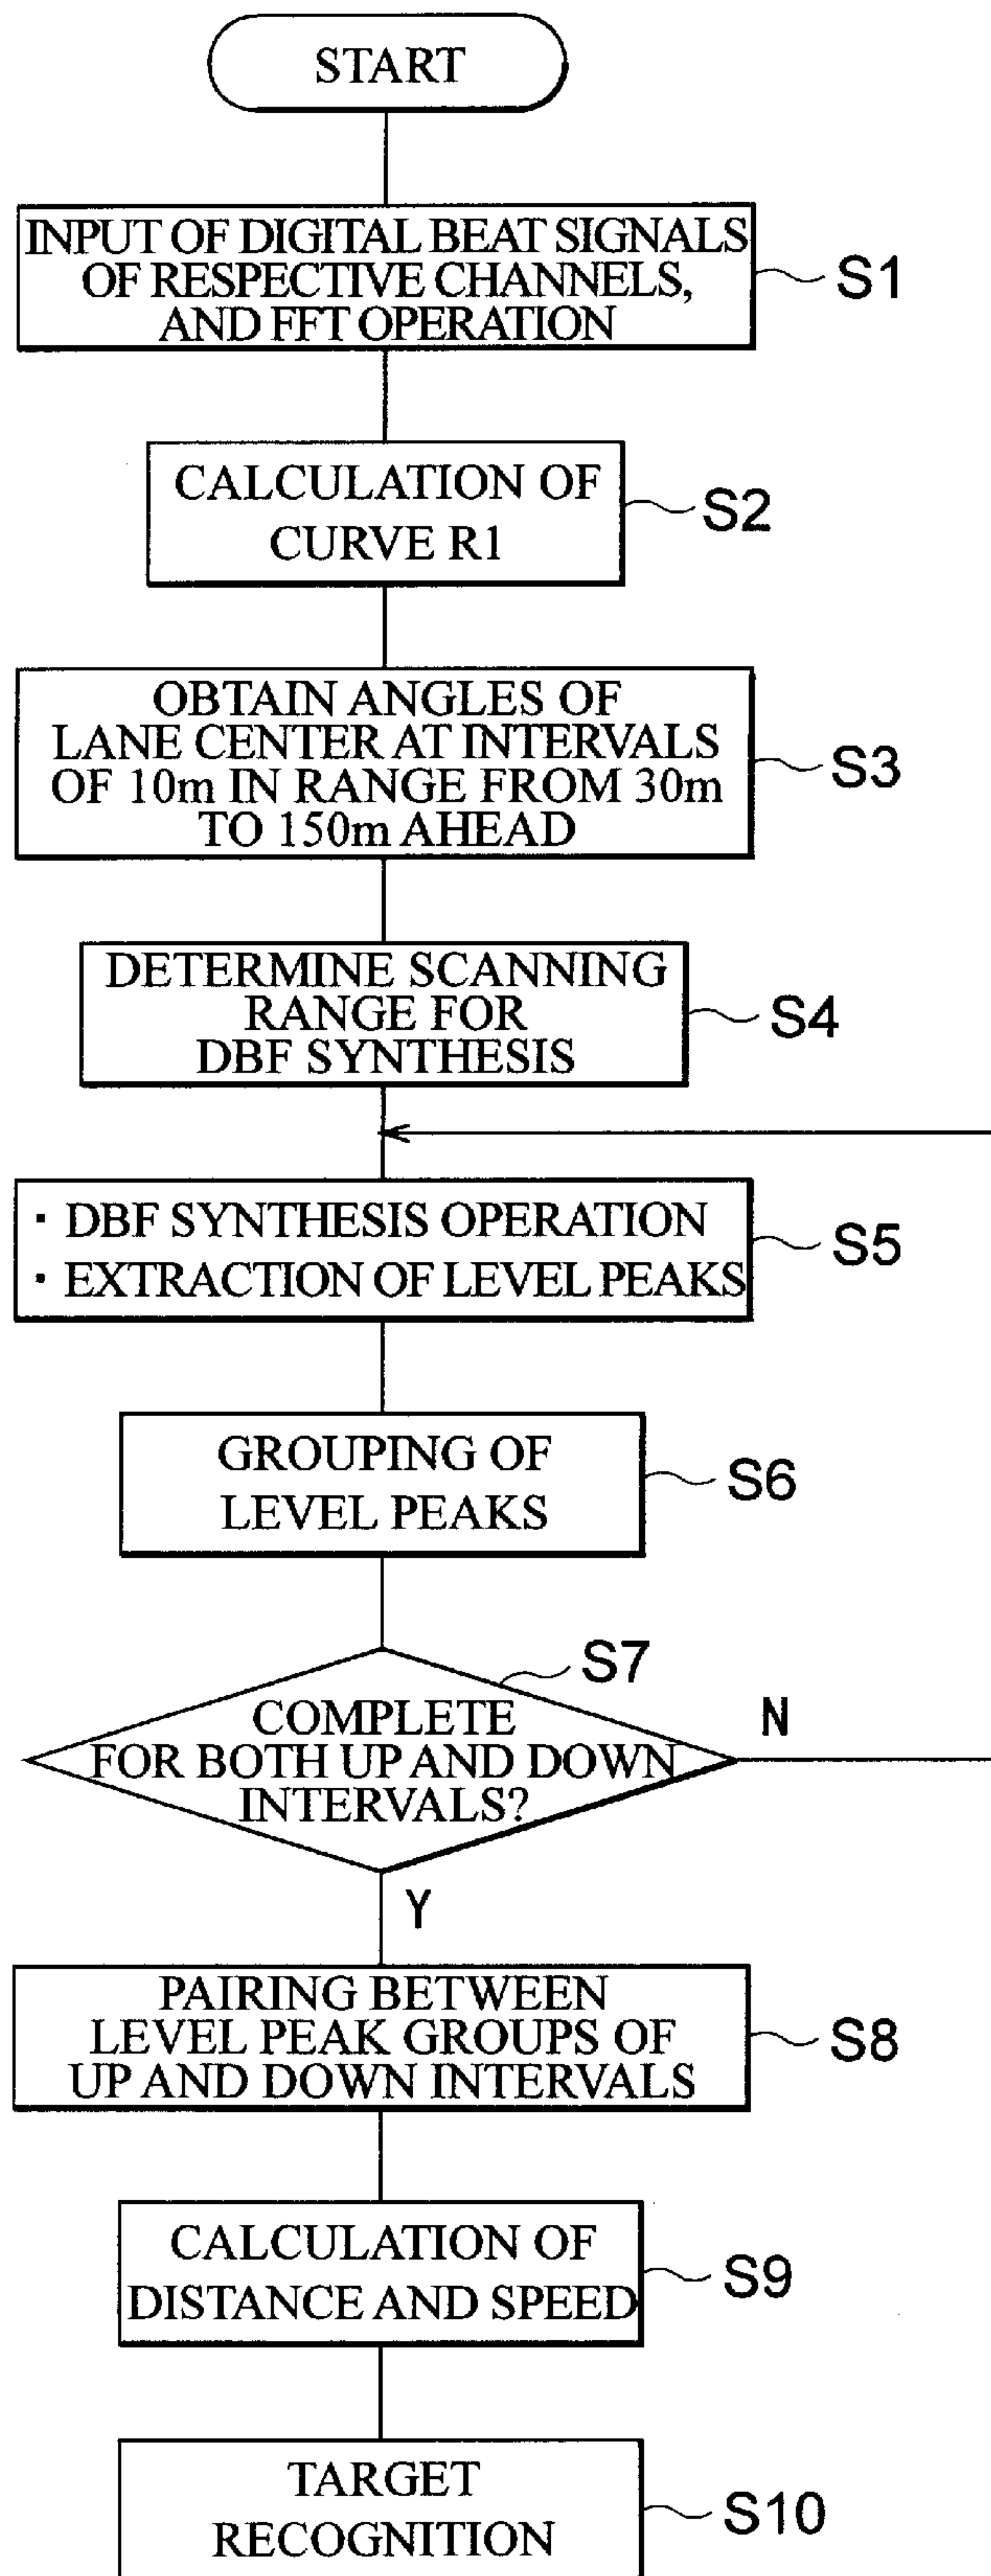 START
INPUT OF DIGITAL BEAT SIGNALS
OF RESPECTIVE CHANNELS,
AND FFT OPERATION
S1
CALCULATION OF
CURVE R1
S2
OBTAIN ANGLES OF
LANE CENTER AT INTERVALS
OF 10m IN RANGE FROM 30m
TO 150m AHEAD
S3
DETERMINE SCANNING
RANGE FOR
DBF SYNTHESIS
S4
· DBF SYNTHESIS OPERATION
· EXTRACTION OF LEVEL PEAKS
S5
GROUPING OF
LEVEL PEAKS
S6
S7
COMPLETE
FOR BOTH UP AND DOWN
INTERVALS?
N
Y
PAIRING BETWEEN
LEVEL PEAK GROUPS OF
UP AND DOWN INTERVALS
S8
CALCULATION OF
DISTANCE AND SPEED
S9
TARGET
RECOGNITION
S10